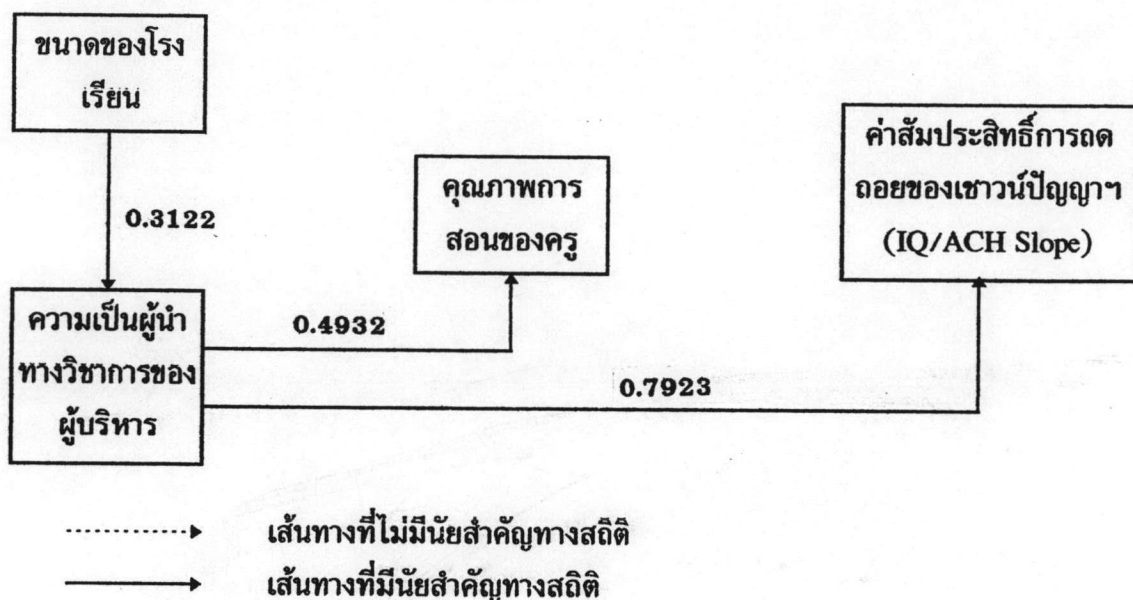 ขนาดของโรง
เรียน
ค่าสัมประสิทธิ์การถด
ถอยของเชาวน์ปัญญาฯ
(IQ/ACH Slope)
คุณภาพการ
สอนของครู
0.3122
ความเป็นผู้นำ
ทางวิชาการของ
ผู้บริหาร
0.4932
0.7923
เส้นทางที่ไม่มีนัยสำคัญทางสถิติ
เส้นทางที่มีนัยสำคัญทางสถิติ